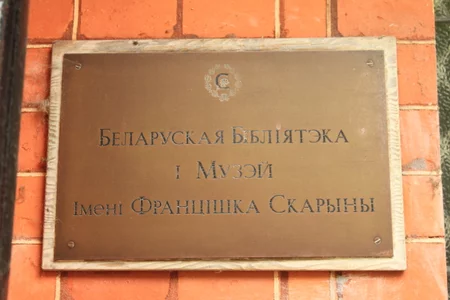 С
Беларуская Бібліятэка
і Музэй
імені Францішка Скарыны